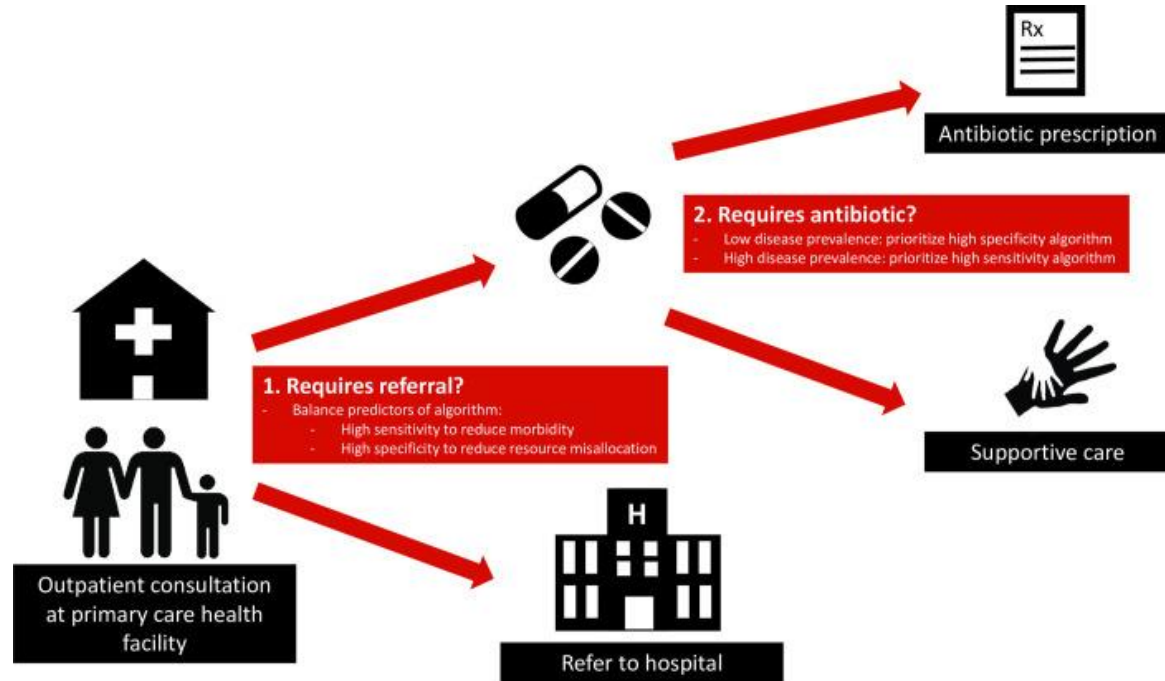 Rx
Antibiotic prescription
2. Requires antibiotic?
- Low disease prevalence: prioritize high specificity algorithm
- High disease prevalence: prioritize high sensitivity algorithm
1. Requires referral?
- Balance predictors of algorithm:
- High sensitivity to reduce morbidity
- High specificity to reduce resource misallocation
Supportive care
H
Outpatient consultation
at primary care health
facility
Refer to hospital